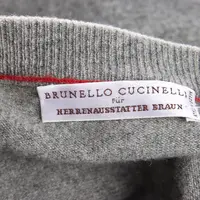 BRUNELLO CUCINELLI
für
HERRENAUSSTATTER BRAUN